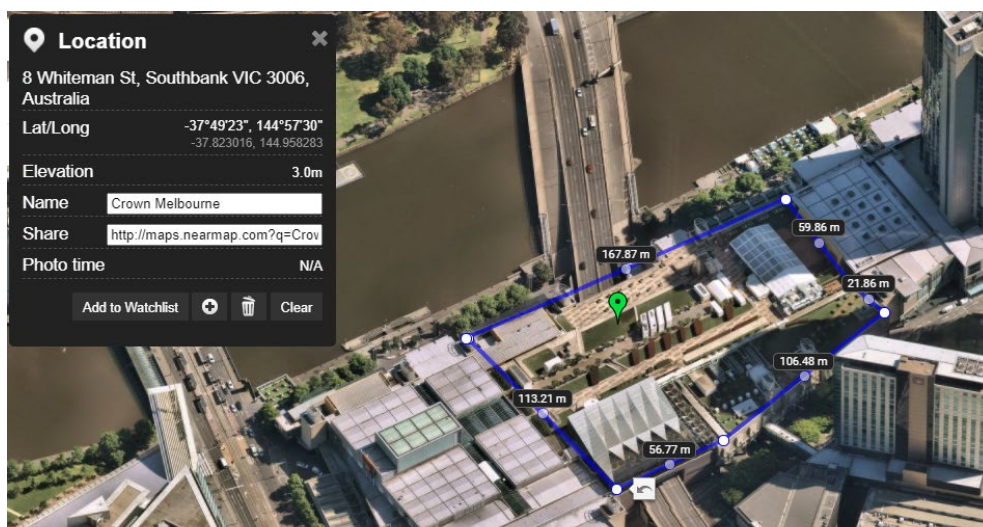 Location
8 Whiteman St, Southbank VIC 3006,
Australia
Lat/Long -37°49'23", 144°57'30"
-37.823016, 144.958283
Elevation 3.0m
Name Crown Melbourne
Share http://maps.nearmap.com?q=Crov
Photo time N/A
Add to Watchlist Clear
59.86 m
167.87 m
21.86 m
106.48 m
113.21 m
56.77 m